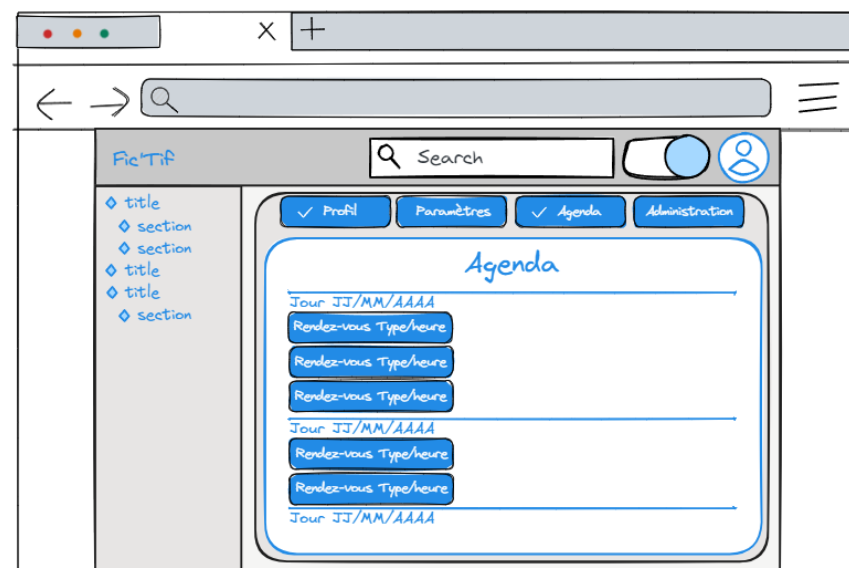 Fic'Tif
Search
title
section
section
title
title
section
Profil
Paramètres
Agenda
Administration
Agenda
Jour JJ/MM/AAAA
Rendez-vous Type/heure
Rendez-vous Type/heure
Rendez-vous Type/heure
Jour JJ/MM/AAAA
Rendez-vous Type/heure
Rendez-vous Type/heure
Jour JJ/MM/AAAA